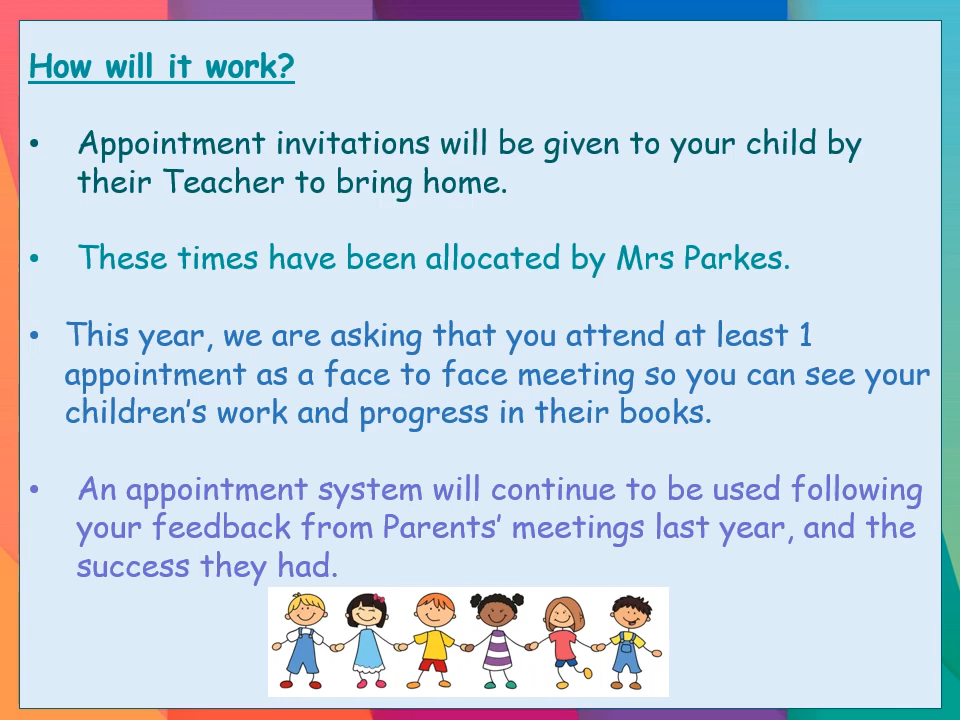 How will it work?
• Appointment invitations will be given to your child by
their Teacher to bring home.
• These times have been allocated by Mrs Parkes.
• This year, we are asking that you attend at least 1
appointment as a face to face meeting so you can see your
children’s work and progress in their books.
• An appointment system will continue to be used following
your feedback from Parents’ meetings last year, and the
success they had.